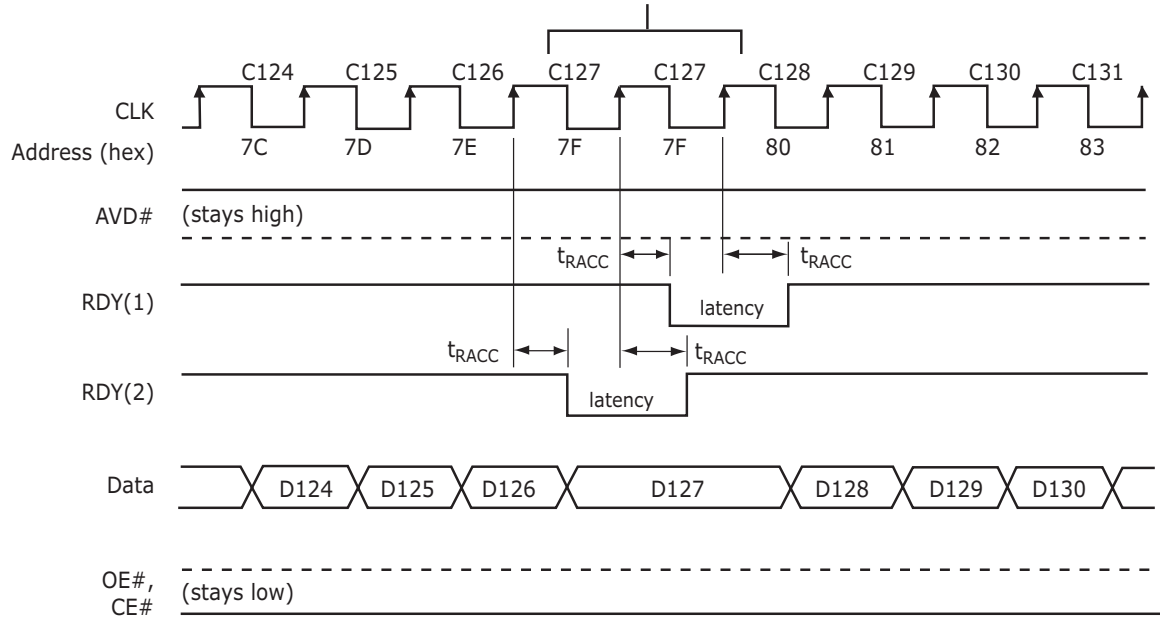 C124 C125 C126 C127 C127 C128 C129 C130 C131
CLK
Address (hex) 7C 7D 7E 7F 7F 80 81 82 83
AVD# (stays high)
tRACC tRACC
RDY(1) latency
tRACC tRACC
RDY(2) latency
Data D124 D125 D126 D127 D128 D129 D130
OE#,
CE# (stays low)